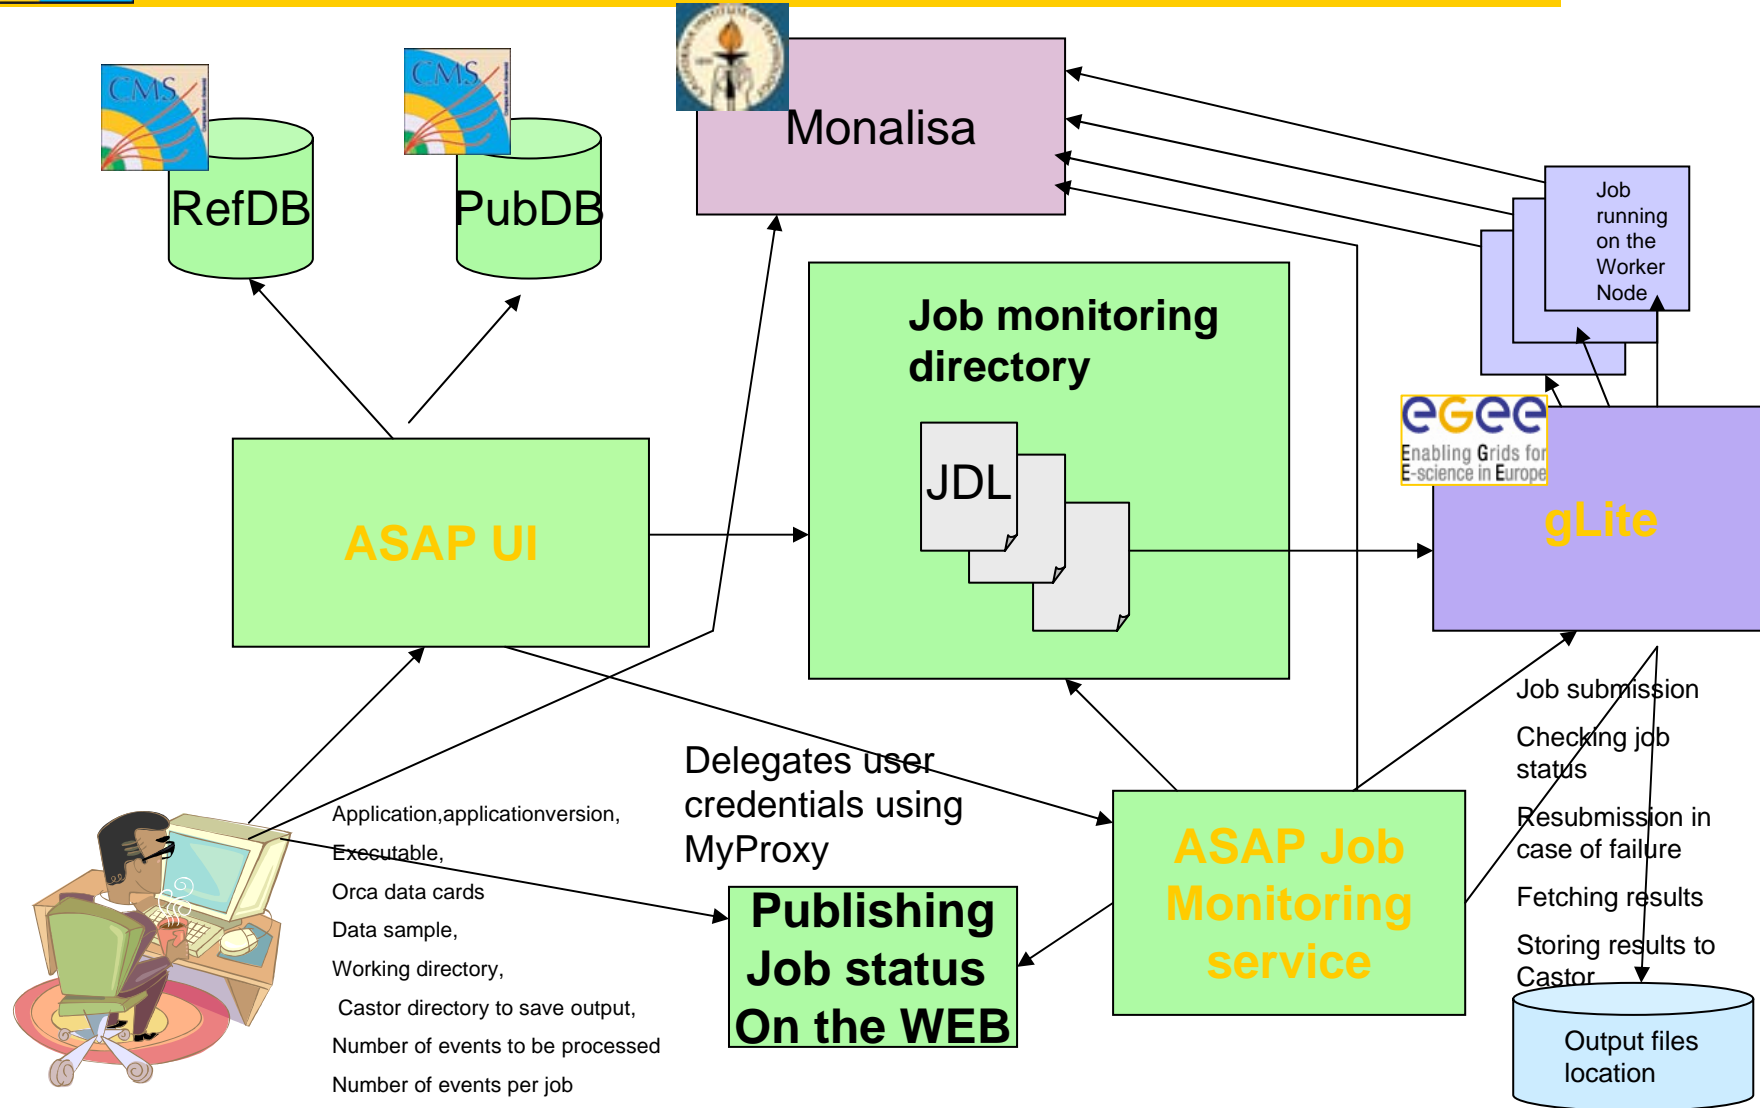 CMS
CMS
Monalisa
RefDB
PubDB
Job
running
on the
Worker
Node
Job monitoring
directory
JDL
eGee
Enabling Grids for
E-science in Europe
gLite
ASAP UI
Job submission
Checking job
status
Resubmission in
case of failure
Fetching results
Storing results to
Castor
Delegates user
credentials using
MyProxy
Application,applicationversion,
Executable,
Orca data cards
Data sample,
Working directory,
Castor directory to save output,
Number of events to be processed
Number of events per job
Publishing
Job status
On the WEB
ASAP Job
Monitoring
service
Output files
location